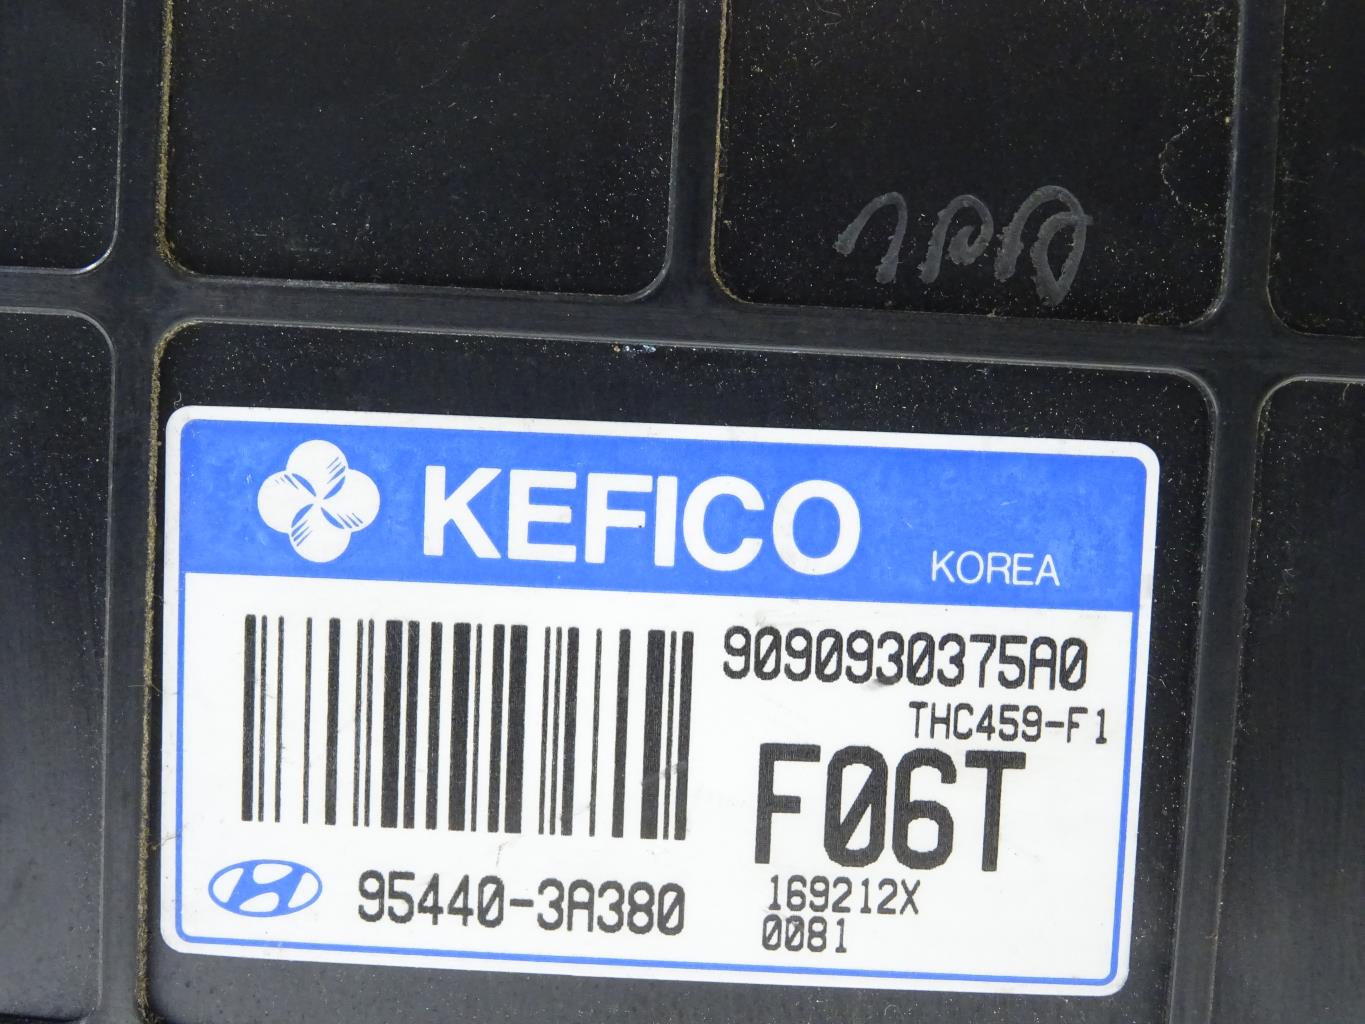 KEFICO
KOREA
9090930375A0
THC459-F1
F06T
95440-3A380
169212X
0081